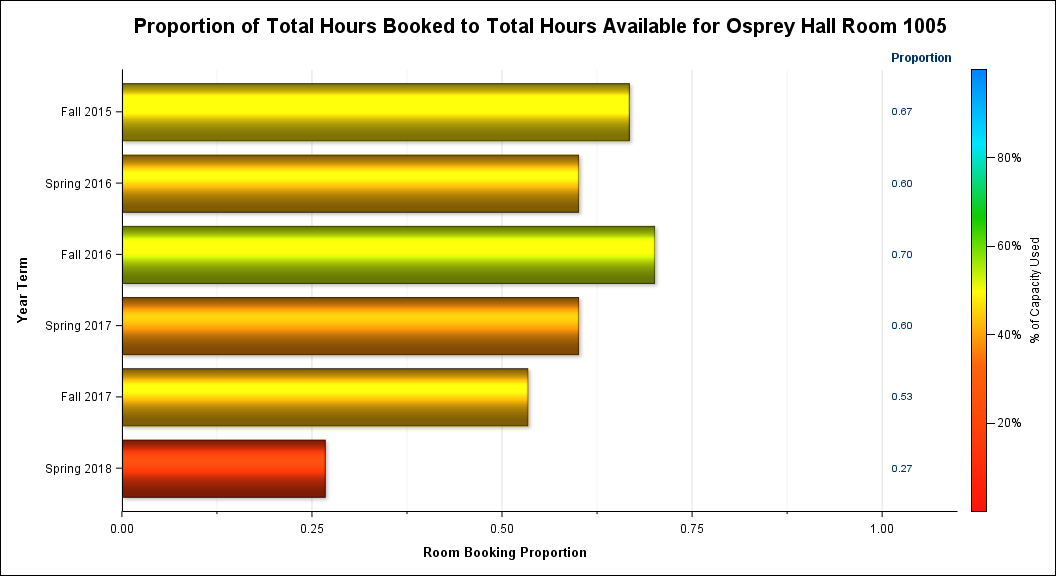 Proportion of Total Hours Booked to Total Hours Available for Osprey Hall Room 1005
Proportion
Fall 2015
0.67
Spring 2016
0.60
Fall 2016
0.70
Spring 2017
0.60
Fall 2017
0.53
Spring 2018
0.27
Year Term
0.00
0.25
0.50
0.75
1.00
Room Booking Proportion
80%
60%
40%
20%
% of Capacity Used